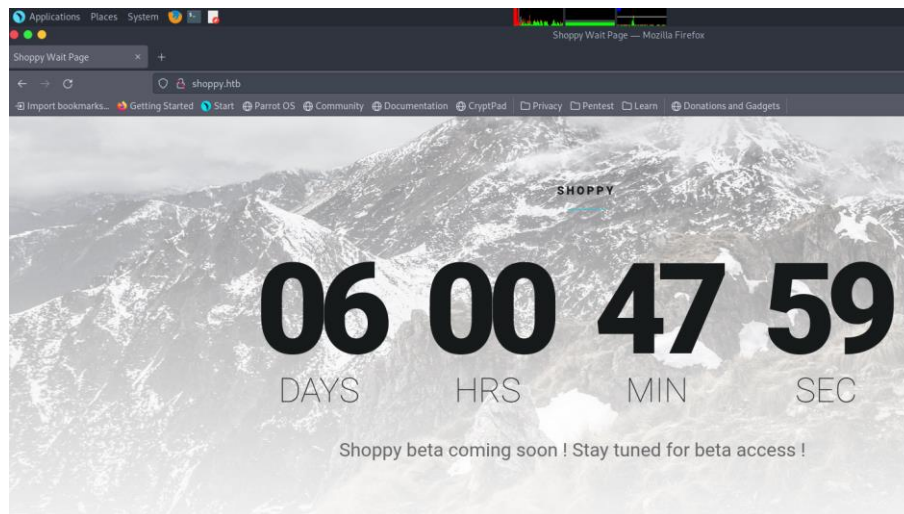 Applications Places System
Shoppy Wait Page — Mozilla Firefox
Shoppy Wait Page × +
shoppy.htb
Import bookmarks... Getting Started Start Parrot OS Community Documentation CryptPad Privacy Pentest Learn Donations and Gadgets
SHOPPY
06 00 47 59
DAYS HRS MIN SEC
Shoppy beta coming soon ! Stay tuned for beta access !